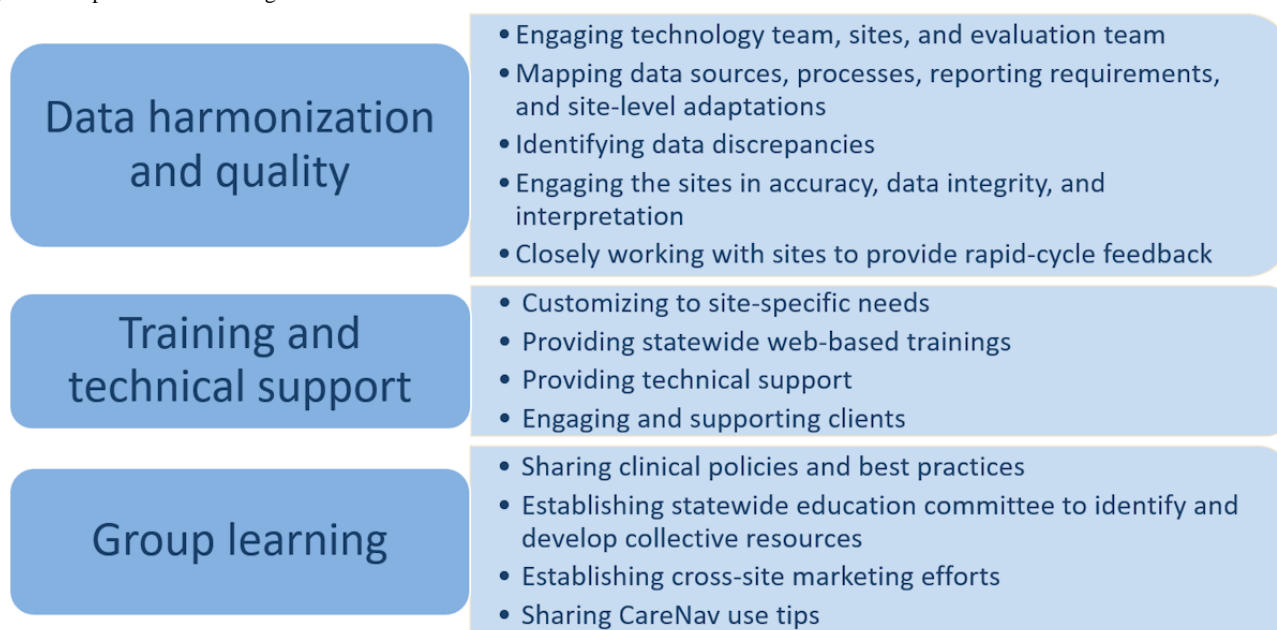 Data harmonization
and quality
• Engaging technology team, sites, and evaluation team
• Mapping data sources, processes, reporting requirements,
and site-level adaptations
• Identifying data discrepancies
• Engaging the sites in accuracy, data integrity, and
interpretation
• Closely working with sites to provide rapid-cycle feedback
Training and
technical support
• Customizing to site-specific needs
• Providing statewide web-based trainings
• Providing technical support
• Engaging and supporting clients
Group learning
• Sharing clinical policies and best practices
• Establishing statewide education committee to identify and
develop collective resources
• Establishing cross-site marketing efforts
• Sharing CareNav use tips